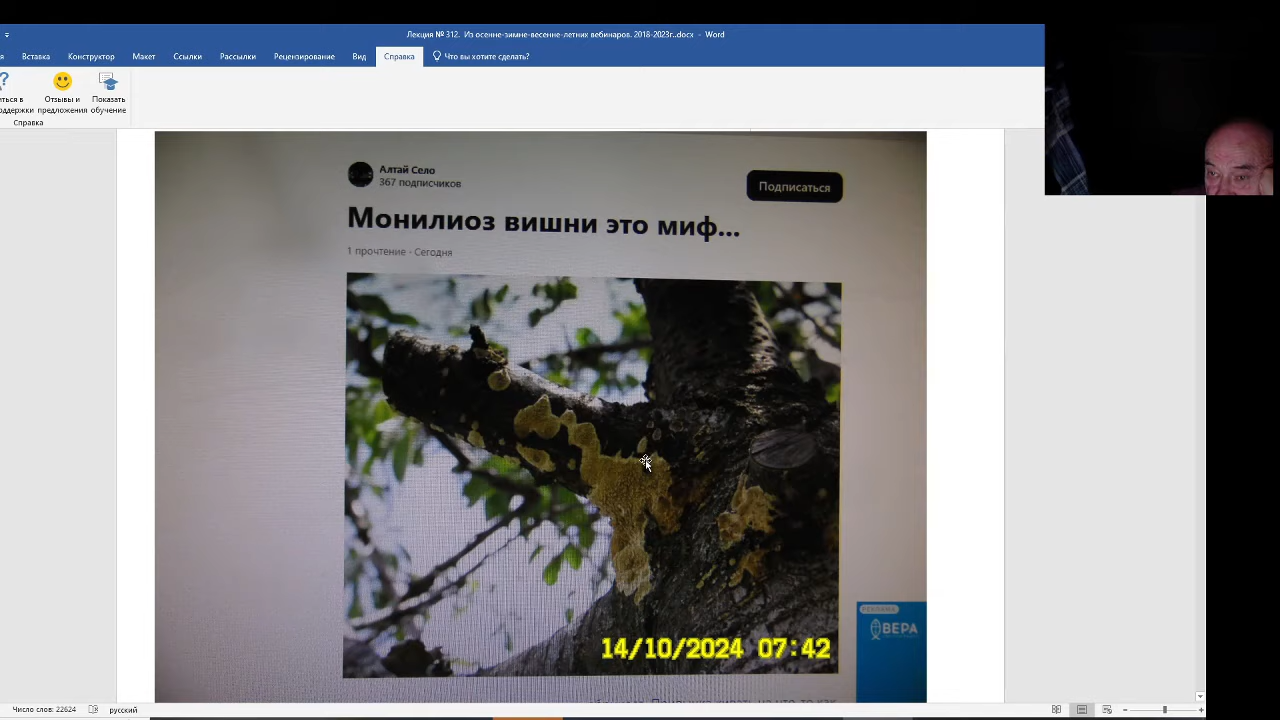 Лекция № 312. Из осенне-зимне-весенне-летних вебинаров. 2018-2023г..docx - Word
Вставка Конструктор Макет Ссылки Рассылки Рецензирование Вид Справка Что вы хотите сделать?
Отзывы и предложения
Показать обучение
Справка
Алтай Село
367 подписчиков
Подписаться
Монилиоз вишни это миф...
1 прочтение · Сегодня
РЕКЛАМА
ВЕРА
14/10/2024 07:42
Число слов: 22624 русский